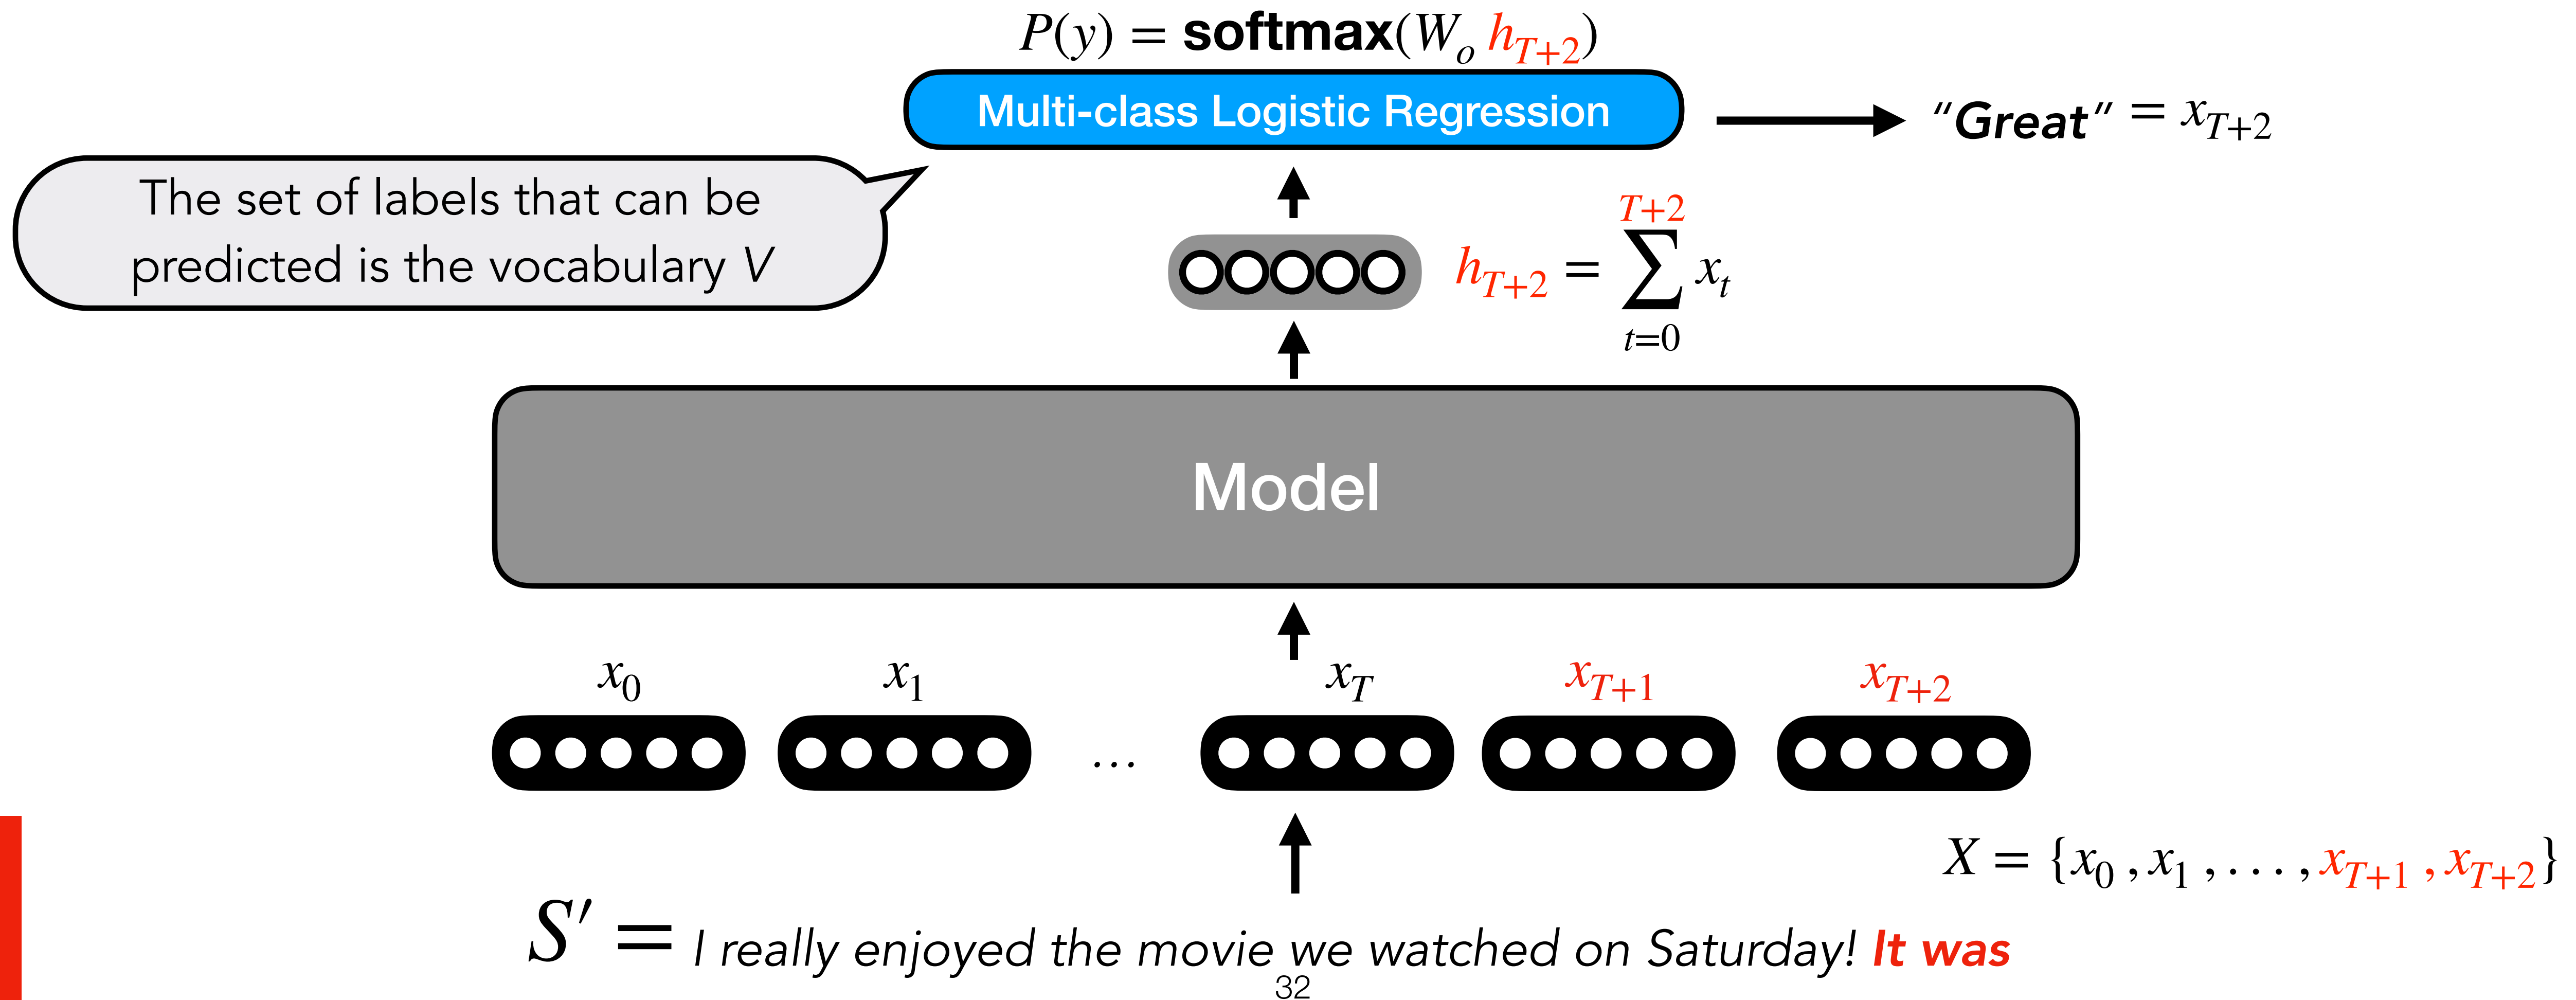 P(y) = softmax(W_o h_{T+2})
Multi-class Logistic Regression
"Great" = x_{T+2}
The set of labels that can be
predicted is the vocabulary V
h_{T+2} = \sum_{t=0}^{T+2} x_t
Model
x_0 x_1 x_T x_{T+1} x_{T+2}
...
X = {x_0 , x_1 , . . . , x_{T+1} , x_{T+2}}
S′ = I really enjoyed the movie we watched on Saturday! It was
32